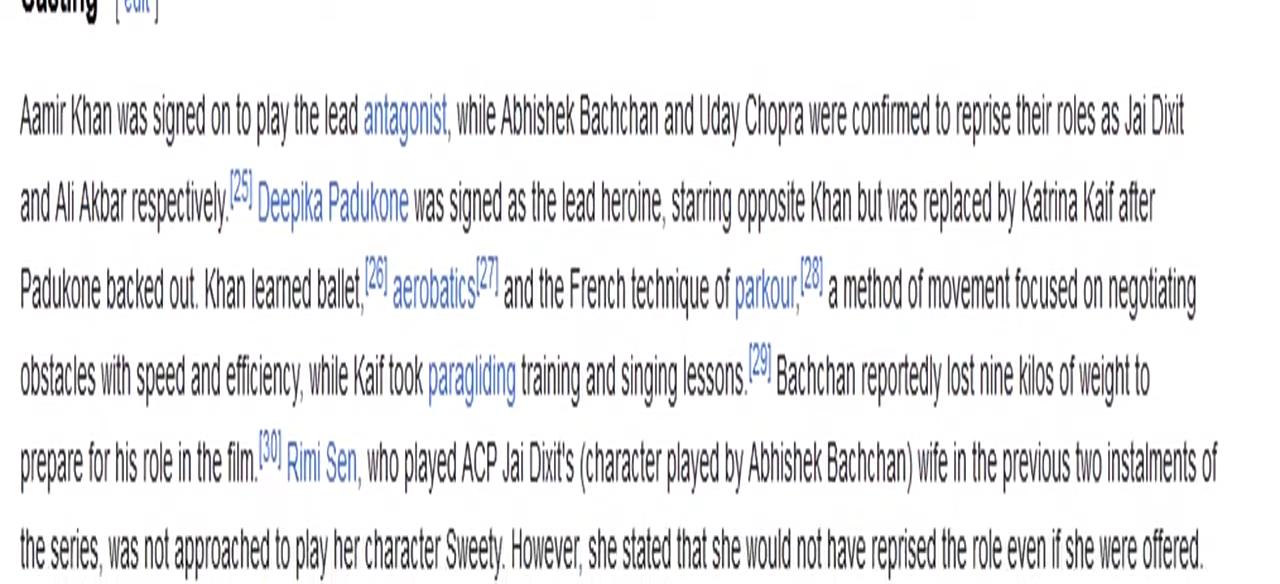 Casting [edit]
Aamir Khan was signed on to play the lead antagonist, while Abhishek Bachchan and Uday Chopra were confirmed to reprise their roles as Jai Dixit
and Ali Akbar respectively.[25] Deepika Padukone was signed as the lead heroine, starring opposite Khan but was replaced by Katrina Kaif after
Padukone backed out. Khan learned ballet,[26] aerobatics[27] and the French technique of parkour,[28] a method of movement focused on negotiating
obstacles with speed and efficiency, while Kaif took paragliding training and singing lessons.[29] Bachchan reportedly lost nine kilos of weight to
prepare for his role in the film.[30] Rimi Sen, who played ACP Jai Dixit's (character played by Abhishek Bachchan) wife in the previous two instalments of
the series, was not approached to play her character Sweety. However, she stated that she would not have reprised the role even if she were offered.